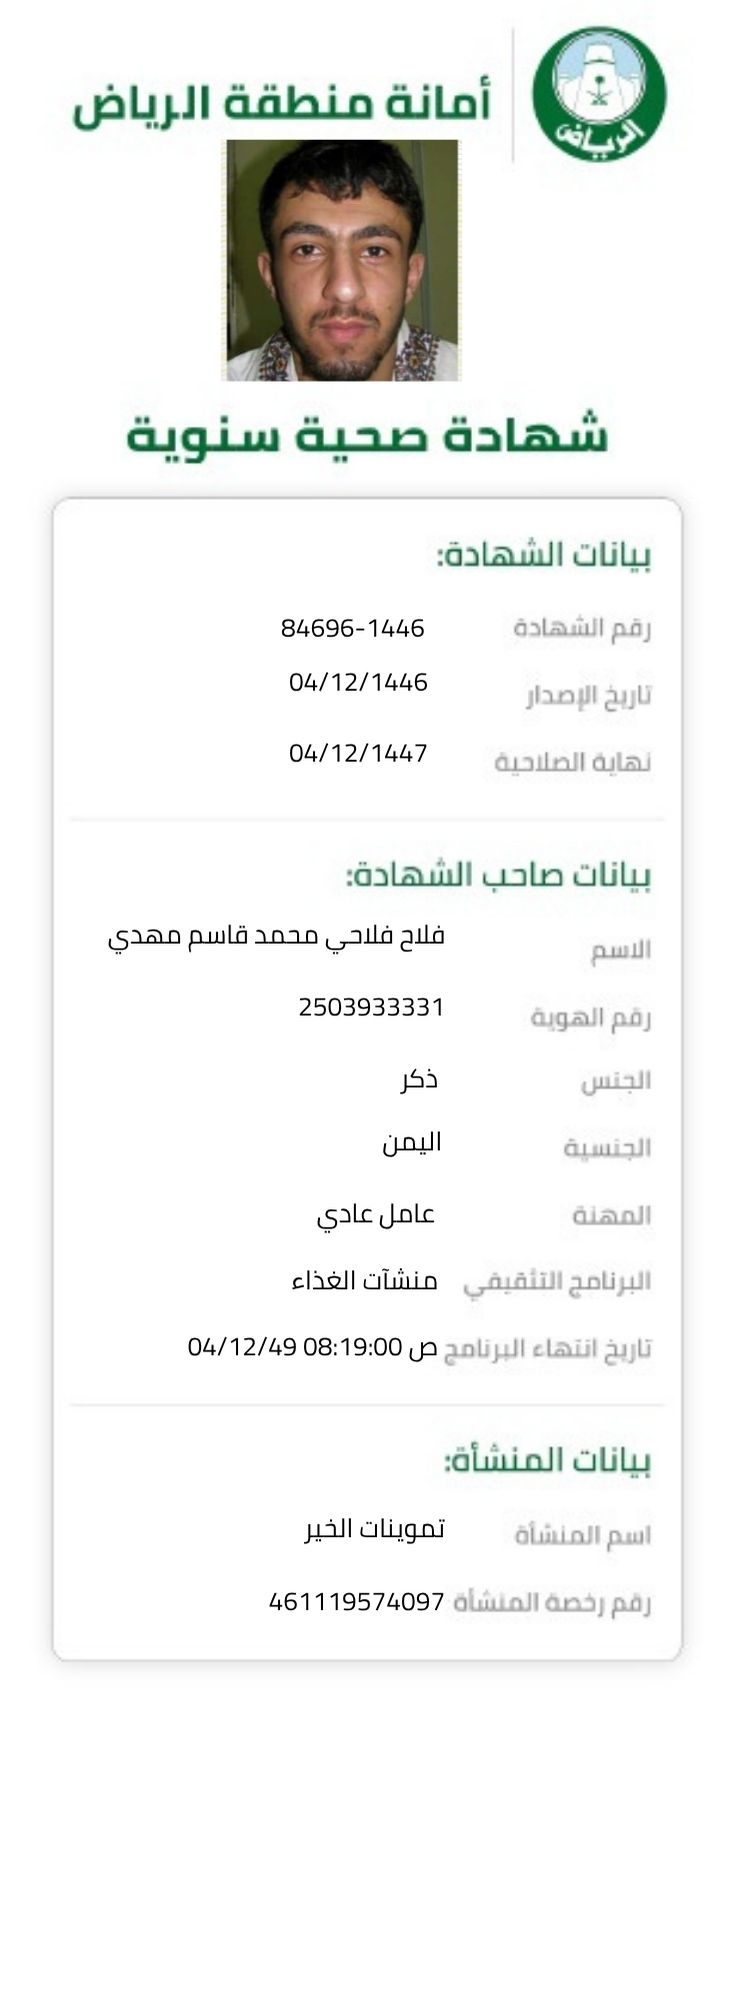 أمانة منطقة الرياض
الرياض
شهادة صحية سنوية
بيانات الشهادة:
رقم الشهادة 84696-1446
تاريخ الإصدار 04/12/1446
نهاية الصلاحية 04/12/1447
بيانات صاحب الشهادة:
الاسم فلاح فلاحي محمد قاسم مهدي
رقم الهوية 2503933331
الجنس ذكر
الجنسية اليمن
المهنة عامل عادي
البرنامج التثقيفي منشآت الغذاء
تاريخ انتهاء البرنامج ص 08:19:00 04/12/49
بيانات المنشأة:
اسم المنشأة تموينات الخير
رقم رخصة المنشأة 461119574097